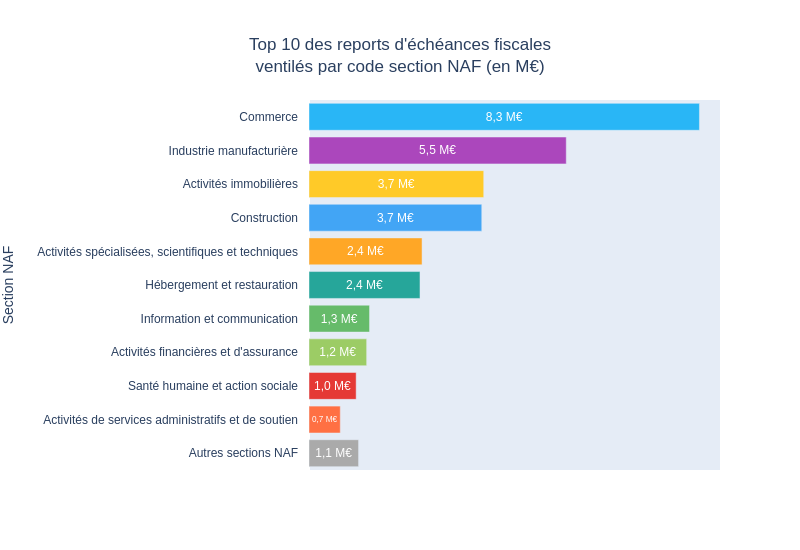 Top 10 des reports d'échéances fiscales
ventilés par code section NAF (en M€)
Section NAF
Commerce 8,3 M€
Industrie manufacturière 5,5 M€
Activités immobilières 3,7 M€
Construction 3,7 M€
Activités spécialisées, scientifiques et techniques 2,4 M€
Hébergement et restauration 2,4 M€
Information et communication 1,3 M€
Activités financières et d'assurance 1,2 M€
Santé humaine et action sociale 1,0 M€
Activités de services administratifs et de soutien 0,7 M€
Autres sections NAF 1,1 M€